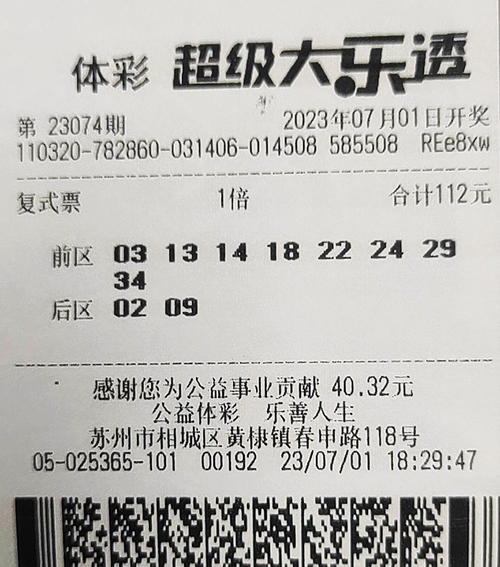 体彩 超级大乐透
第 23074期 2023年07月01日开奖
110320-782860-031406-014508 585508 REe8xw
复式票 1倍 合计112元
前区 03 13 14 18 22 24 29
34
后区 02 09
感谢您为公益事业贡献 40.32元
公益体彩 乐善人生
苏州市相城区黄棣镇春申路118号
05-025365-101 00192 23/07/01 18:29:47